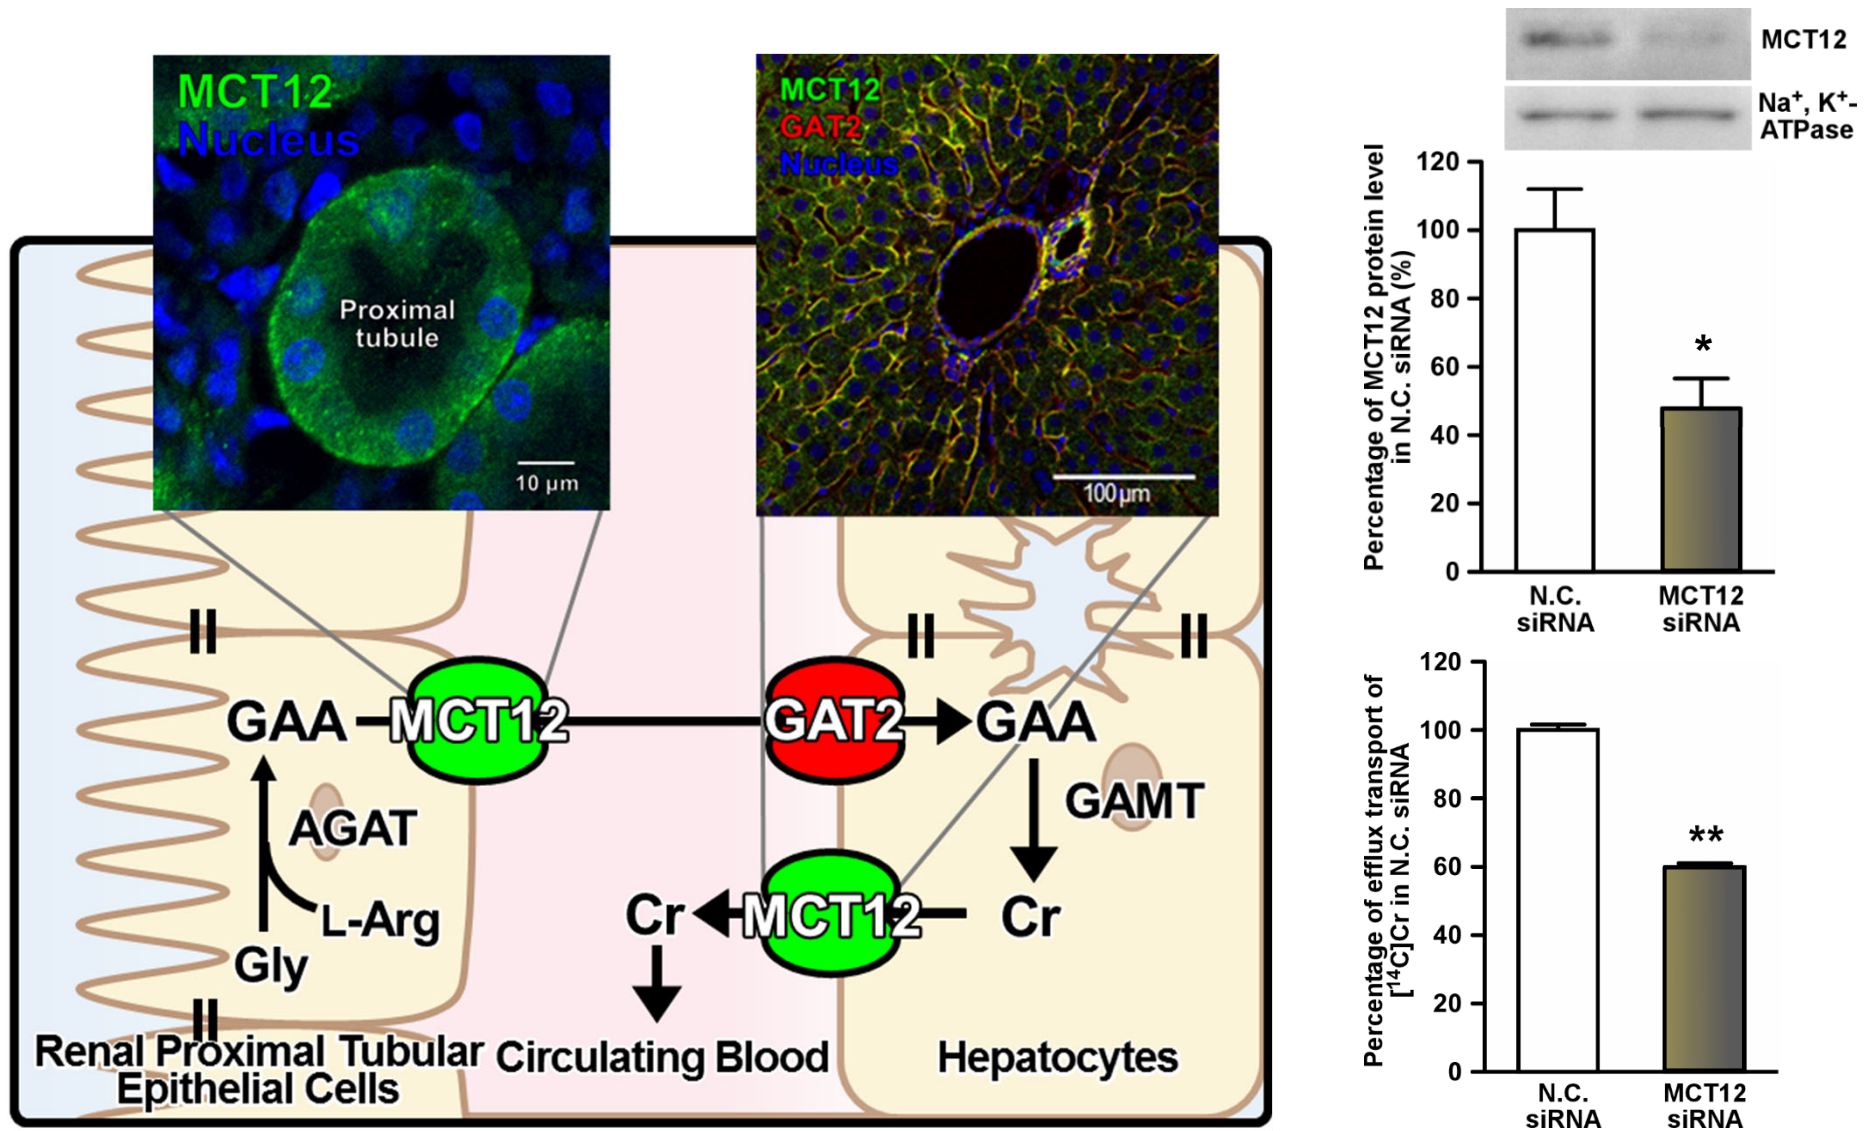 MCT12
Nucleus
Proximal
tubule
10 µm
MCT12
GAT2
Nucleus
100 µm
GAA
MCT12
GAT2
GAA
AGAT
GAMT
L-Arg
Gly
Cr
MCT12
Cr
Renal Proximal Tubular
Epithelial Cells
Circulating Blood
Hepatocytes
MCT12
Na⁺, K⁺-
ATPase
Percentage of MCT12 protein level
in N.C. siRNA (%)
120
100
80
60
40
20
0
*
N.C.
siRNA
MCT12
siRNA
Percentage of efflux transport of
[¹⁴C]Cr in N.C. siRNA
120
100
80
60
40
20
0
**
N.C.
siRNA
MCT12
siRNA